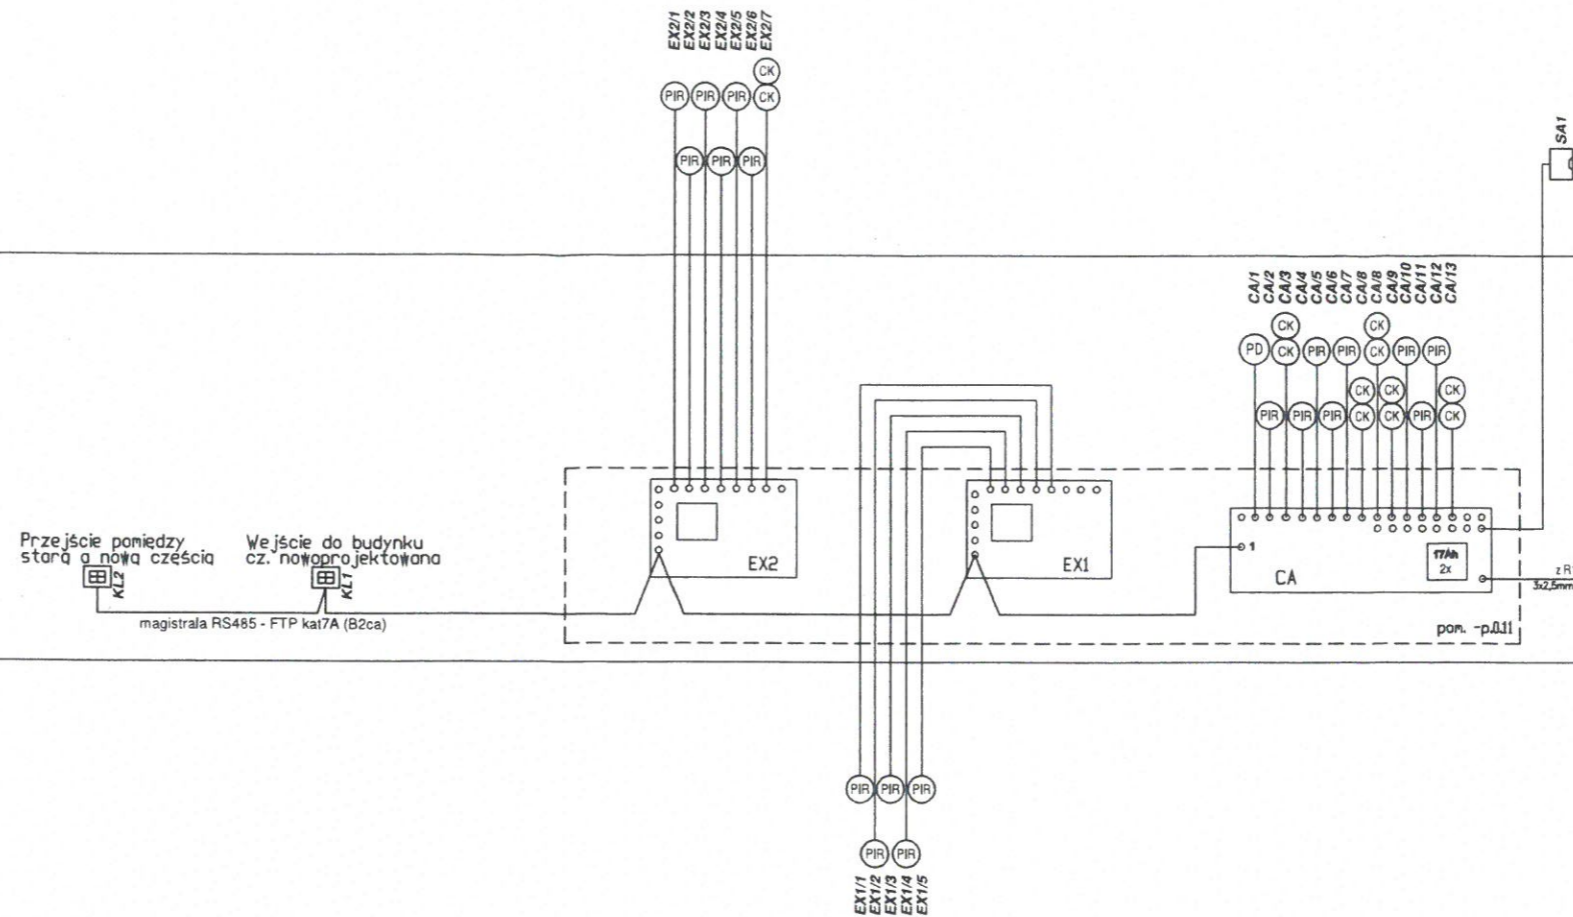 EX2/1
EX2/2
EX2/3
EX2/4
EX2/5
EX2/6
EX2/7
CK
PIR PIR PIR CK
PIR PIR PIR
SA1
CA/1
CA/2
CA/3
CA/4
CA/5
CA/6
CA/7
CA/8
CA/8
CA/9
CA/10
CA/11
CA/12
CA/13
CK CK
PD CK PIR PIR CK PIR PIR
CK CK CK
PIR PIR PIR CK CK PIR CK
Przejście pomiędzy
starą a nową częścią
KL2
Wejście do budynku
cz. nowoprojektowana
KL1
magistrala RS485 - FTP kat7A (B2ca)
EX2
EX1
1
CA
17Ah
2x
z R
3x2,5mm
pom. -p.0.11
PIR PIR PIR
PIR PIR
EX1/1
EX1/2
EX1/3
EX1/4
EX1/5